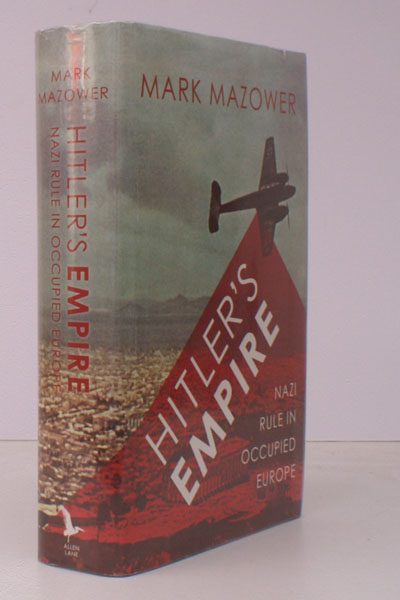 MARK
MAZOWER
HITLER'S EMPIRE
NAZI RULE IN OCCUPIED EUROPE
ALLEN
LANE
MARK MAZOWER
HITLER'S
EMPIRE
NAZI
RULE IN
OCCUPIED
EUROPE